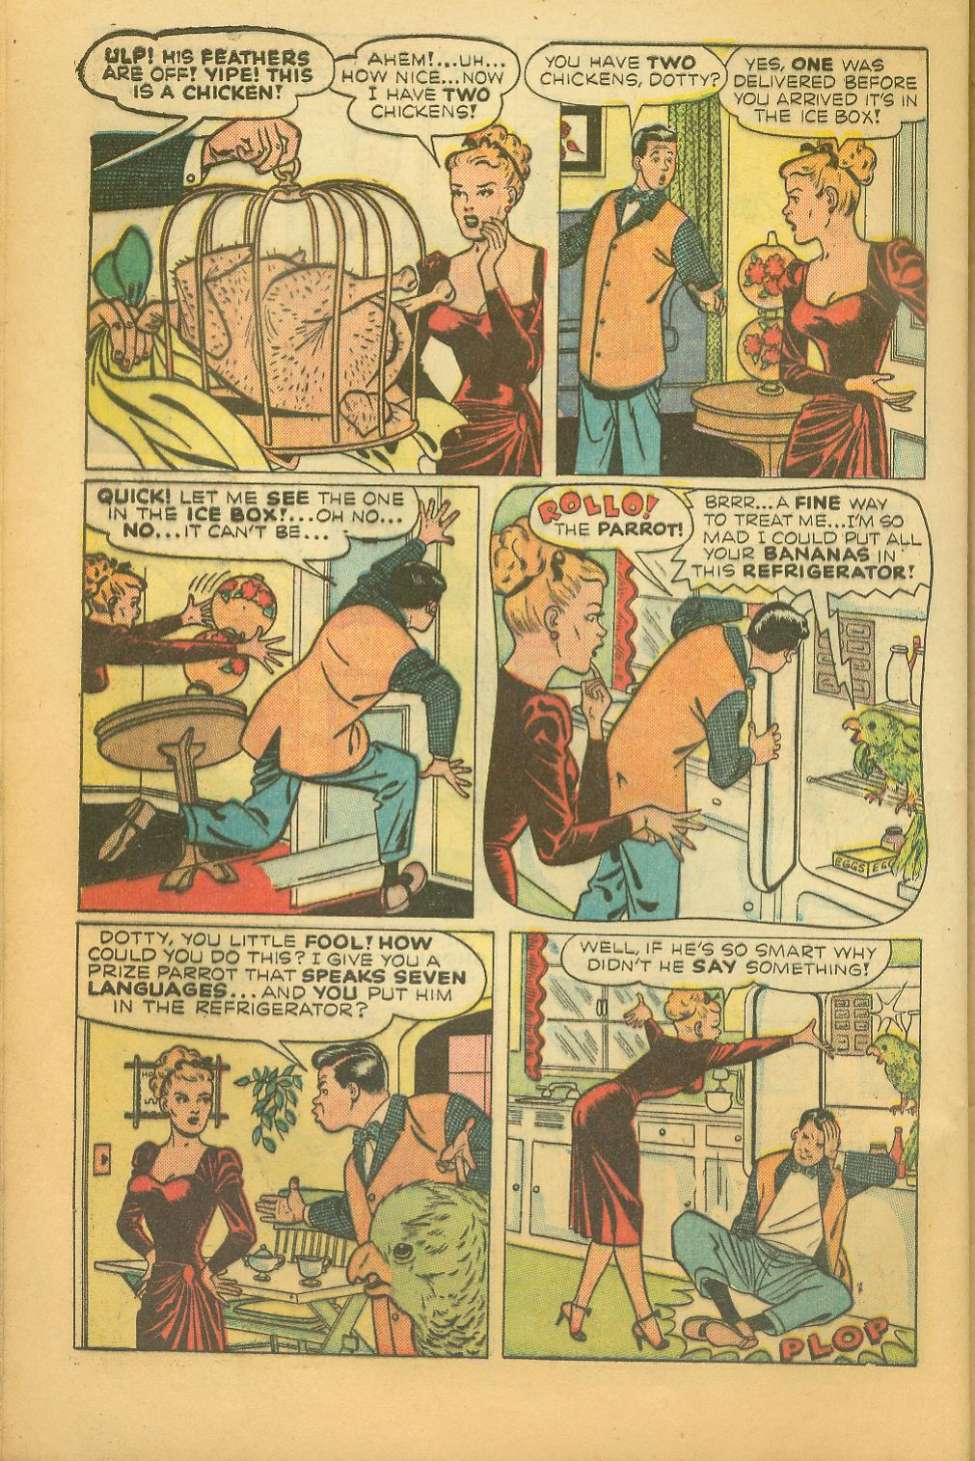 ULP! HIS FEATHERS
ARE OFF! YIPE! THIS
IS A CHICKEN!
AHEM!...UH...
HOW NICE...NOW
I HAVE TWO
CHICKENS!
YOU HAVE TWO
CHICKENS, DOTTY?
YES, ONE WAS
DELIVERED BEFORE
YOU ARRIVED IT'S IN
THE ICE BOX!
QUICK! LET ME SEE THE ONE
IN THE ICE BOX!...OH NO...
NO...IT CAN'T BE...
ROLLO!
THE PARROT!
BRRR...A FINE WAY
TO TREAT ME...I'M SO
MAD I COULD PUT ALL
YOUR BANANAS IN
THIS REFRIGERATOR!
EGGS EGG
DOTTY, YOU LITTLE FOOL! HOW
COULD YOU DO THIS? I GIVE YOU A
PRIZE PARROT THAT SPEAKS SEVEN
LANGUAGES...AND YOU PUT HIM
IN THE REFRIGERATOR?
WELL, IF HE'S SO SMART WHY
DIDN'T HE SAY SOMETHING!
PLOP